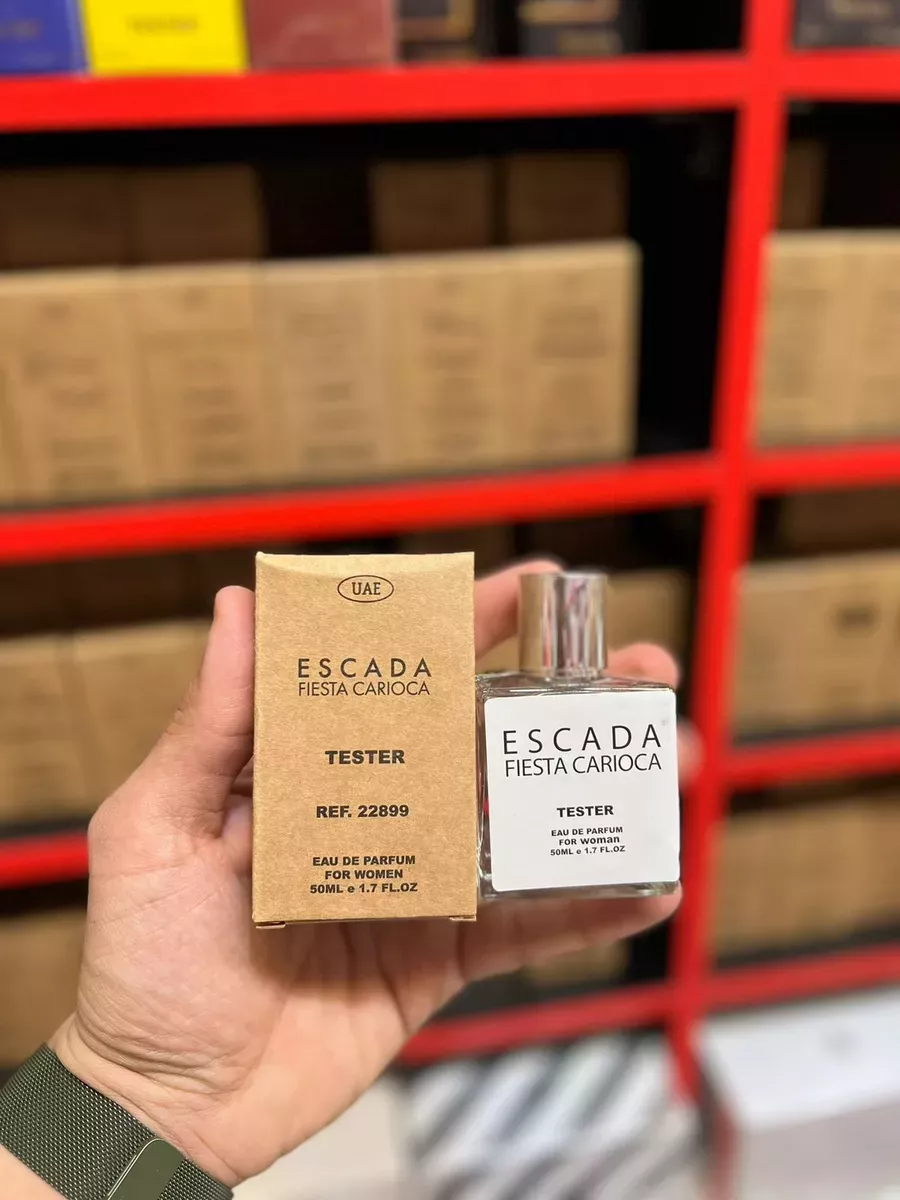 UAE
ESCADA
FIESTA CARIOCA
TESTER
REF. 22899
EAU DE PARFUM
FOR WOMEN
50ML e 1.7 FL.OZ
ESCADA
FIESTA CARIOCA
TESTER
EAU DE PARFUM
FOR woman
50ML e 1.7 FL.OZ